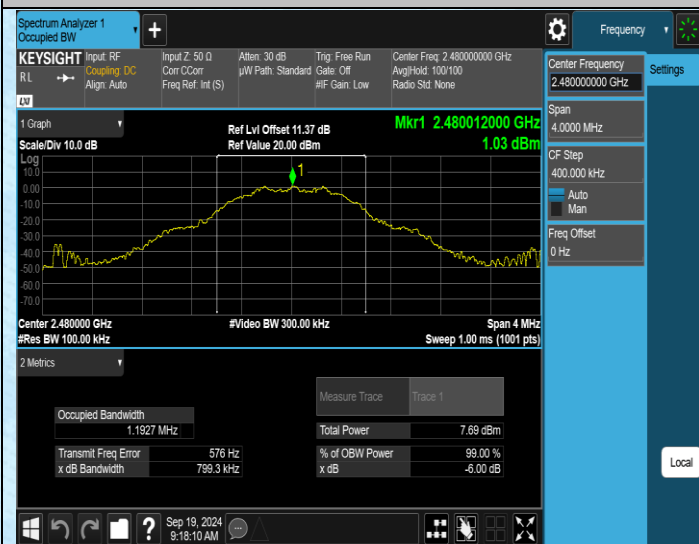 Spectrum Analyzer 1
Occupied BW
+
Frequency
KEYSIGHT
R L
LXI
Input: RF
Coupling: DC
Align: Auto
Input Z: 50 Ω
Corr CCorr
Freq Ref: Int (S)
Atten: 30 dB
µW Path: Standard
Trig: Free Run
Gate: Off
#IF Gain: Low
Center Freq: 2.480000000 GHz
Avg|Hold: 100/100
Radio Std: None
Center Frequency
2.480000000 GHz
Settings
Span
4.0000 MHz
CF Step
400.000 kHz
Auto
Man
Freq Offset
0 Hz
1 Graph
Scale/Div 10.0 dB
Ref Lvl Offset 11.37 dB
Ref Value 20.00 dBm
Mkr1 2.480012000 GHz
1.03 dBm
Log
10.0
0.00
-10.0
-20.0
-30.0
-40.0
-50.0
-60.0
-70.0
1
Center 2.480000 GHz
#Res BW 100.00 kHz
#Video BW 300.00 kHz
Span 4 MHz
Sweep 1.00 ms (1001 pts)
2 Metrics
Measure Trace
Trace 1
Occupied Bandwidth
1.1927 MHz
Total Power 7.69 dBm
Transmit Freq Error 576 Hz
% of OBW Power 99.00 %
x dB Bandwidth 799.3 kHz
x dB -6.00 dB
Local
?
Sep 19, 2024
9:18:10 AM